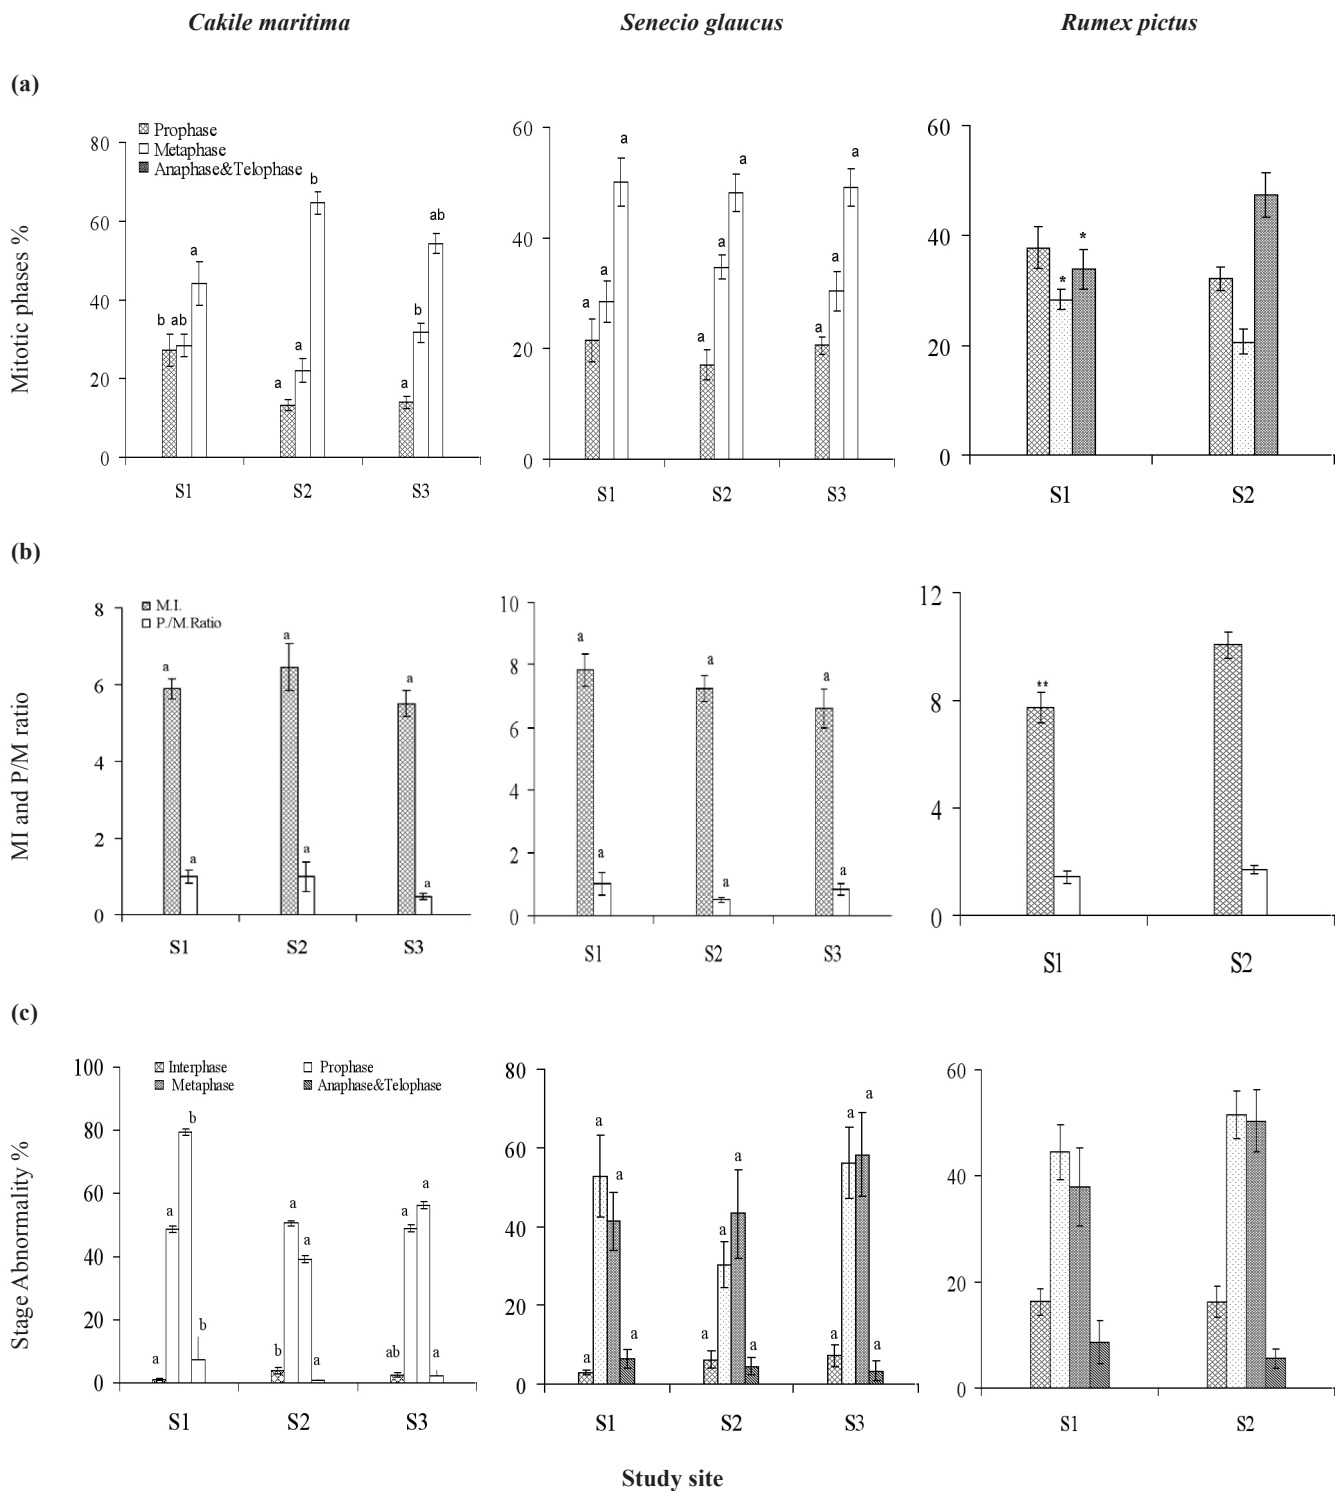 Cakile maritima Senecio glaucus Rumex pictus
(a)
Mitotic phases %
Prophase
Metaphase
Anaphase&Telophase
80
60
40
20
0
b ab a
a a b
a b ab
S1 S2 S3
60
40
20
0
a a a
a a a
a a a
S1 S2 S3
60
40
20
0
* *
S1 S2
(b)
MI and P/M ratio
M.I.
P./M.Ratio
8
6
4
2
0
a a
a a
a a
S1 S2 S3
10
8
6
4
2
0
a a
a a
a a
S1 S2 S3
12
8
4
0
**
S1 S2
(c)
Stage Abnormality %
Interphase Prophase
Metaphase Anaphase&Telophase
100
80
60
40
20
0
a a b b
b a a a
ab a a a
S1 S2 S3
80
60
40
20
0
a a a a
a a a a
a a a a
S1 S2 S3
60
40
20
0
S1 S2
Study site